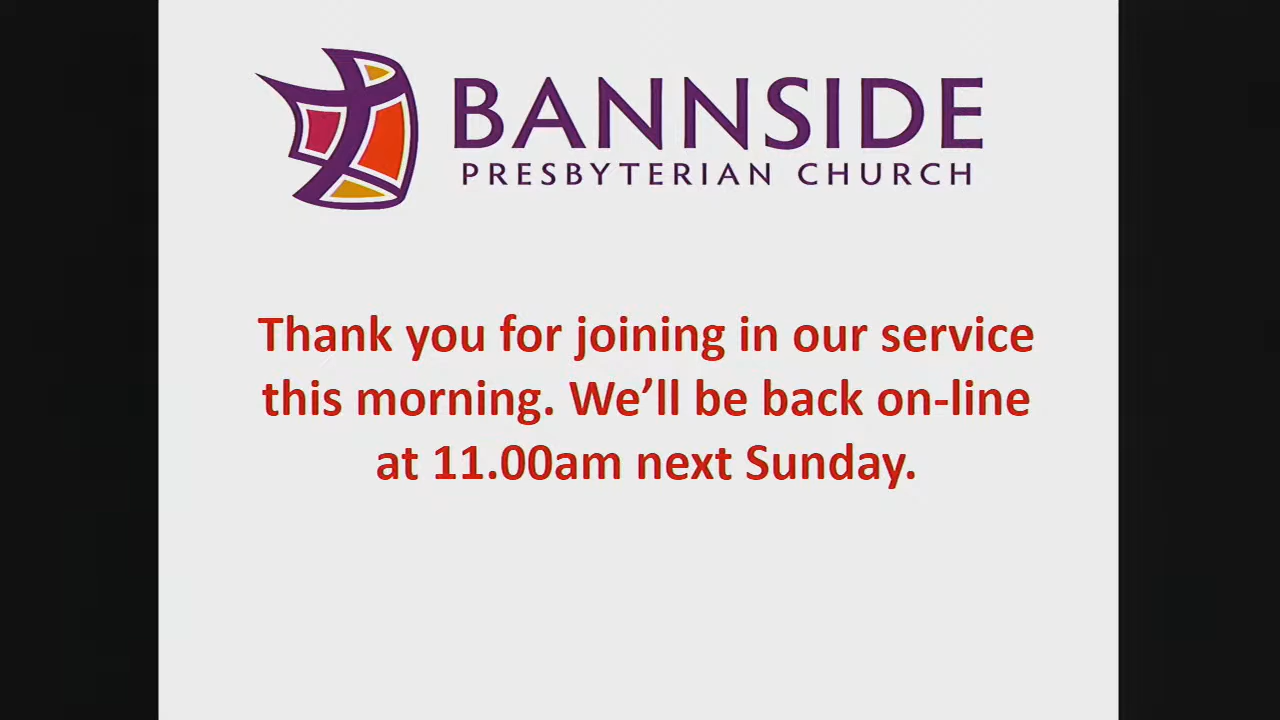 BANNSIDE
PRESBYTERIAN CHURCH
Thank you for joining in our service
this morning. We’ll be back on-line
at 11.00am next Sunday.